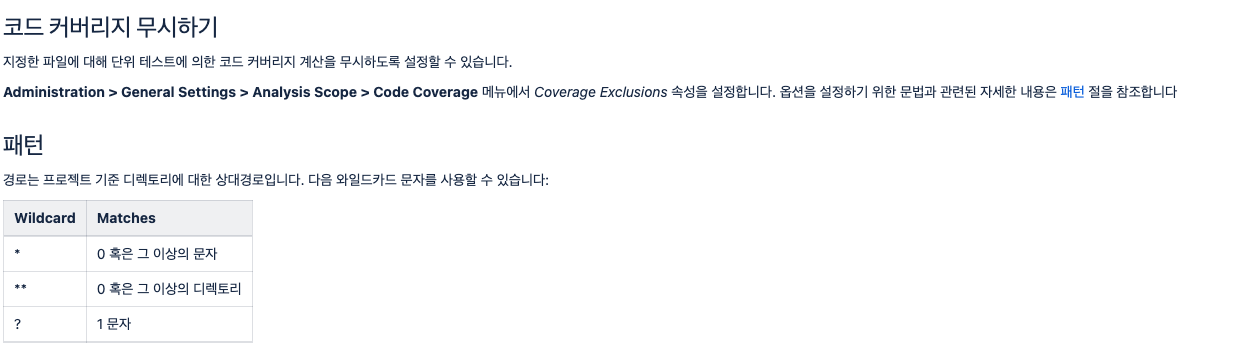 코드 커버리지 무시하기
지정한 파일에 대해 단위 테스트에 의한 코드 커버리지 계산을 무시하도록 설정할 수 있습니다.
Administration > General Settings > Analysis Scope > Code Coverage 메뉴에서 Coverage Exclusions 속성을 설정합니다. 옵션을 설정하기 위한 문법과 관련된 자세한 내용은 패턴 절을 참조합니다
패턴
경로는 프로젝트 기준 디렉토리에 대한 상대경로입니다. 다음 와일드카드 문자를 사용할 수 있습니다:
Wildcard Matches
* 0 혹은 그 이상의 문자
** 0 혹은 그 이상의 디렉토리
? 1 문자